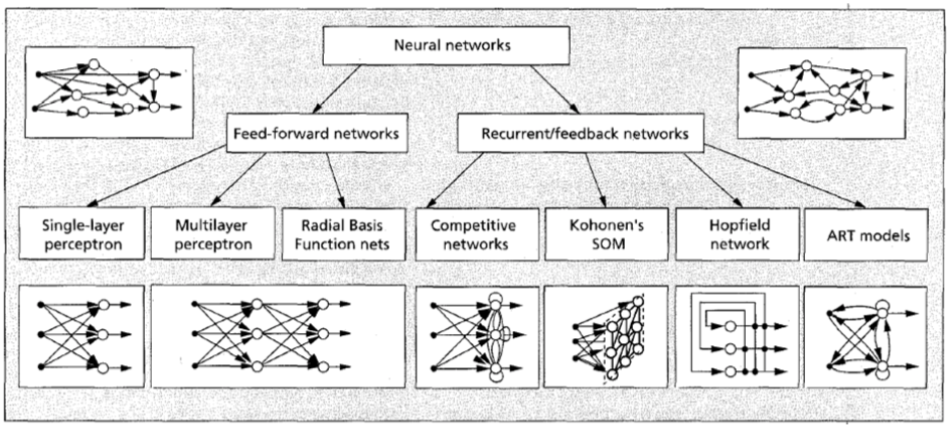 Neural networks
Feed-forward networks
Recurrent/feedback networks
Single-layer
perceptron
Multilayer
perceptron
Radial Basis
Function nets
Competitive
networks
Kohonen's
SOM
Hopfield
network
ART models